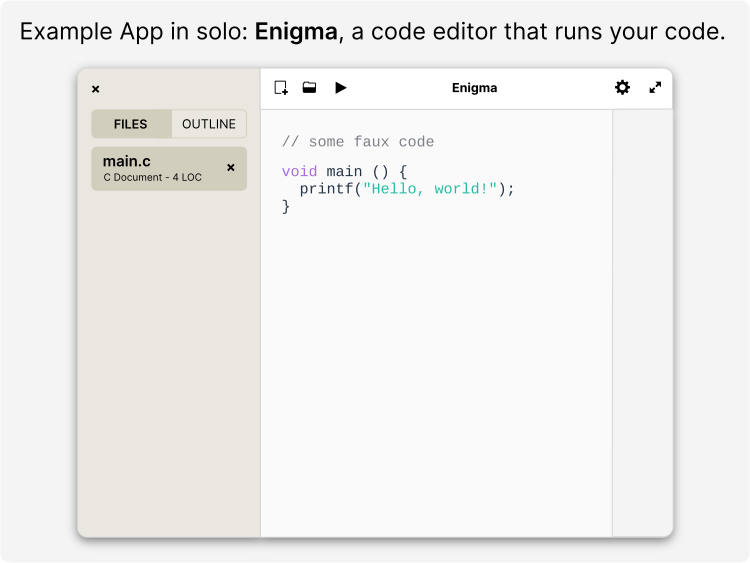 Example App in solo: Enigma, a code editor that runs your code.
Enigma
FILES OUTLINE
main.c
C Document - 4 LOC
// some faux code
void main () {
  printf("Hello, world!");
}